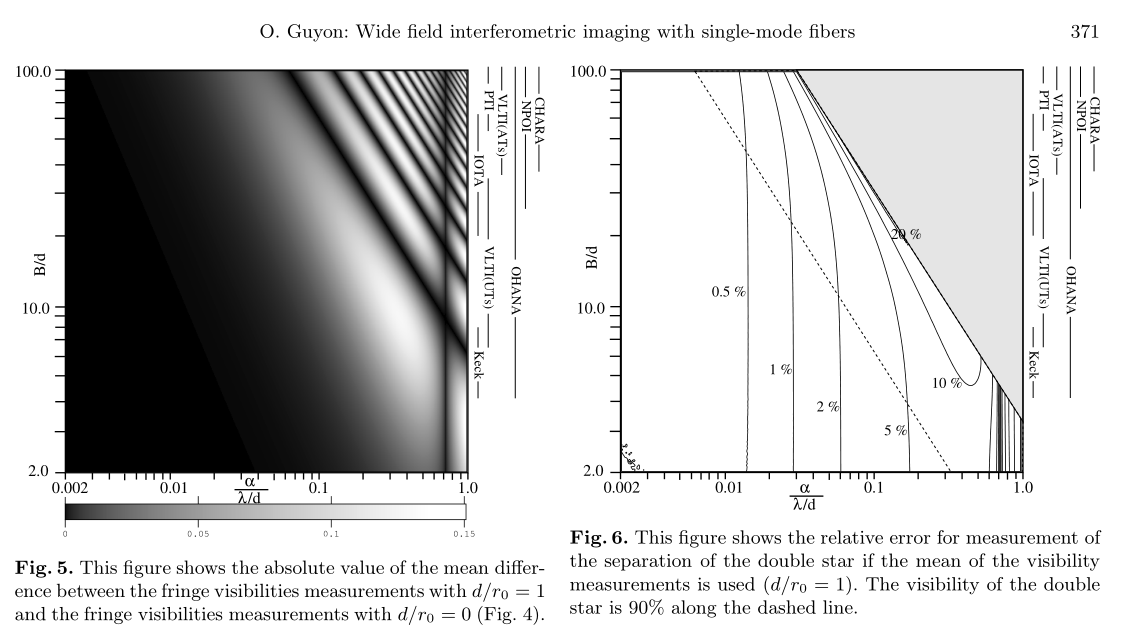 O. Guyon: Wide field interferometric imaging with single-mode fibers
371
100.0
10.0
2.0
B/d
0.002
0.01
0.1
1.0
α
λ/d
0
0.05
0.1
0.15
PTI
IOTA
Keck
VLTI(ATs)
VLTI(UTs)
OHANA
NPOI
CHARA
Fig. 5. This figure shows the absolute value of the mean differ-
ence between the fringe visibilities measurements with d/r0 = 1
and the fringe visibilities measurements with d/r0 = 0 (Fig. 4).
100.0
10.0
2.0
B/d
0.002
0.01
0.1
1.0
α
λ/d
0.5 %
1 %
2 %
5 %
10 %
20 %
PTI
IOTA
Keck
VLTI(ATs)
VLTI(UTs)
OHANA
NPOI
CHARA
Fig. 6. This figure shows the relative error for measurement of
the separation of the double star if the mean of the visibility
measurements is used (d/r0 = 1). The visibility of the double
star is 90% along the dashed line.